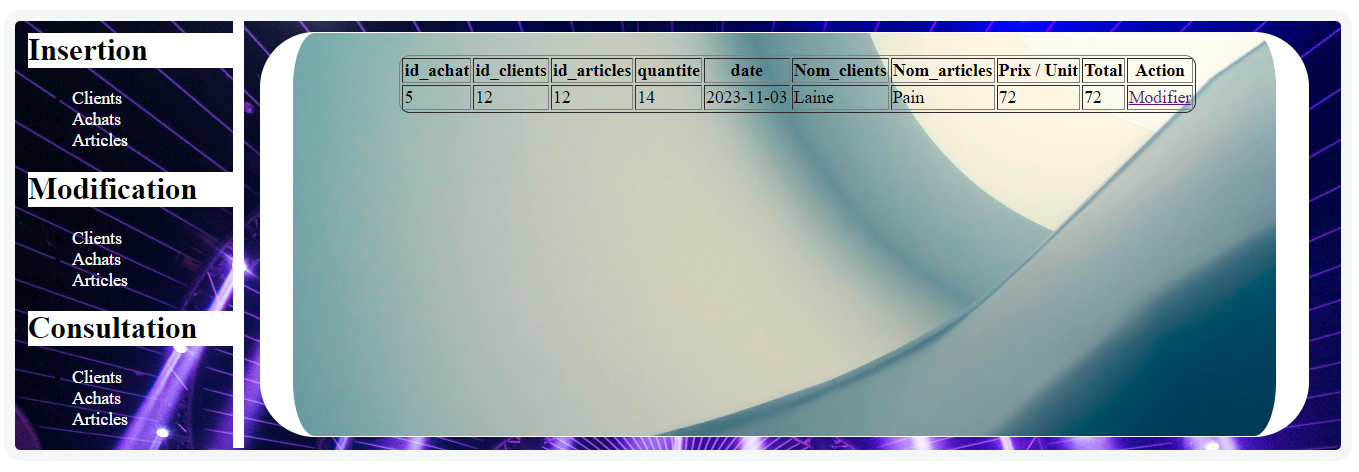 Insertion
Clients
Achats
Articles
Modification
Clients
Achats
Articles
Consultation
Clients
Achats
Articles
id_achat id_clients id_articles quantite date Nom_clients Nom_articles Prix / Unit Total Action
5 12 12 14 2023-11-03 Laine Pain 72 72 Modifier